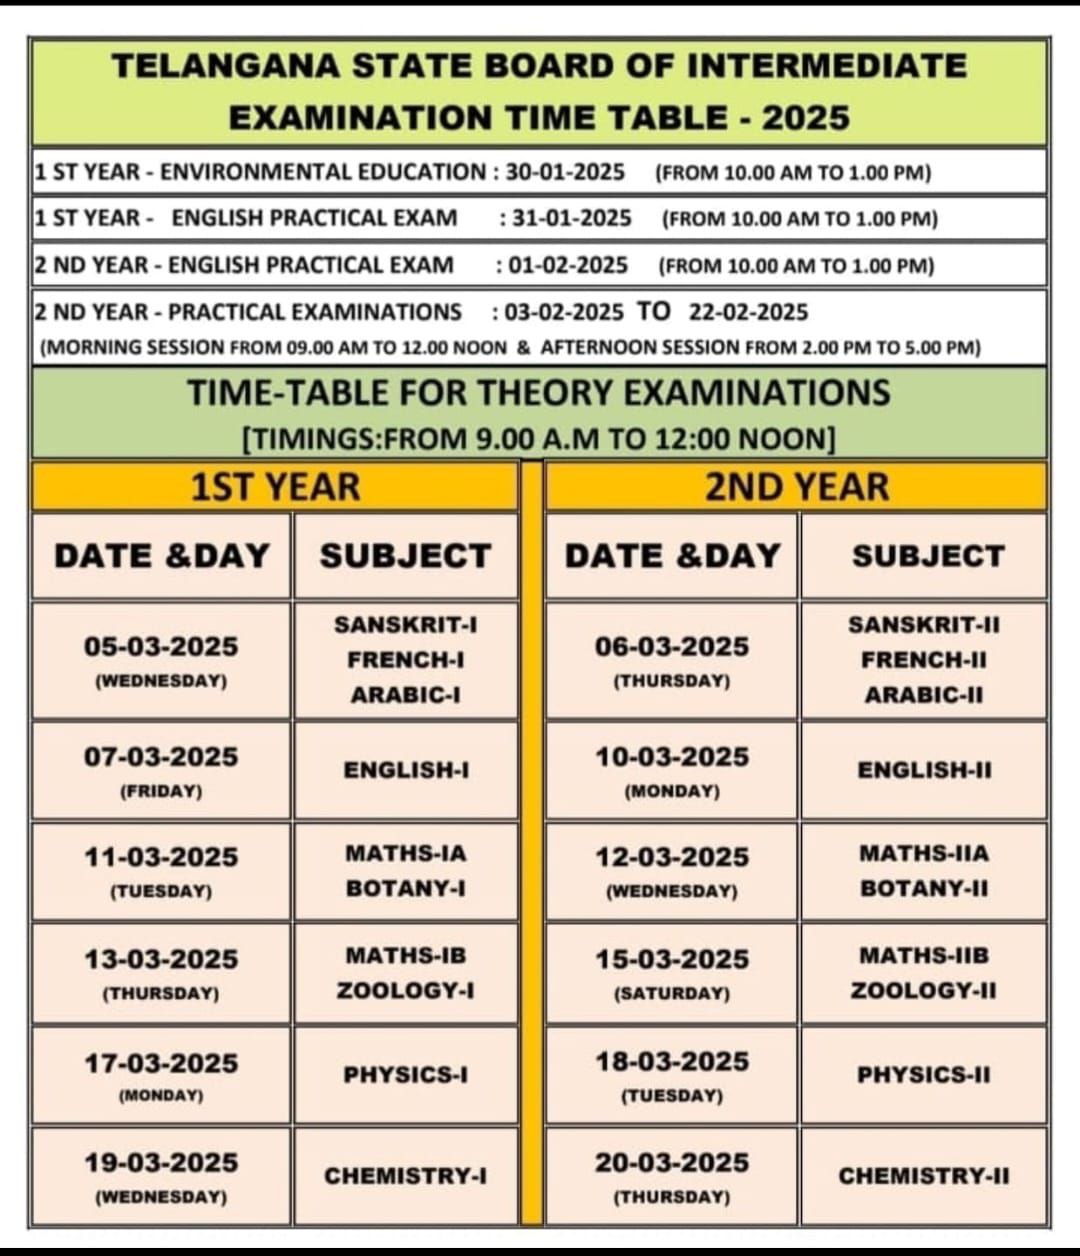 TELANGANA STATE BOARD OF INTERMEDIATE
EXAMINATION TIME TABLE - 2025
1 ST YEAR - ENVIRONMENTAL EDUCATION : 30-01-2025 (FROM 10.00 AM TO 1.00 PM)
1 ST YEAR - ENGLISH PRACTICAL EXAM : 31-01-2025 (FROM 10.00 AM TO 1.00 PM)
2 ND YEAR - ENGLISH PRACTICAL EXAM : 01-02-2025 (FROM 10.00 AM TO 1.00 PM)
2 ND YEAR - PRACTICAL EXAMINATIONS : 03-02-2025 TO 22-02-2025
(MORNING SESSION FROM 09.00 AM TO 12.00 NOON & AFTERNOON SESSION FROM 2.00 PM TO 5.00 PM)
TIME-TABLE FOR THEORY EXAMINATIONS
[TIMINGS:FROM 9.00 A.M TO 12:00 NOON]
1ST YEAR 2ND YEAR
DATE &DAY SUBJECT DATE &DAY SUBJECT
05-03-2025
(WEDNESDAY)
SANSKRIT-I
FRENCH-I
ARABIC-I
06-03-2025
(THURSDAY)
SANSKRIT-II
FRENCH-II
ARABIC-II
07-03-2025
(FRIDAY)
ENGLISH-I
10-03-2025
(MONDAY)
ENGLISH-II
11-03-2025
(TUESDAY)
MATHS-IA
BOTANY-I
12-03-2025
(WEDNESDAY)
MATHS-IIA
BOTANY-II
13-03-2025
(THURSDAY)
MATHS-IB
ZOOLOGY-I
15-03-2025
(SATURDAY)
MATHS-IIB
ZOOLOGY-II
17-03-2025
(MONDAY)
PHYSICS-I
18-03-2025
(TUESDAY)
PHYSICS-II
19-03-2025
(WEDNESDAY)
CHEMISTRY-I
20-03-2025
(THURSDAY)
CHEMISTRY-II